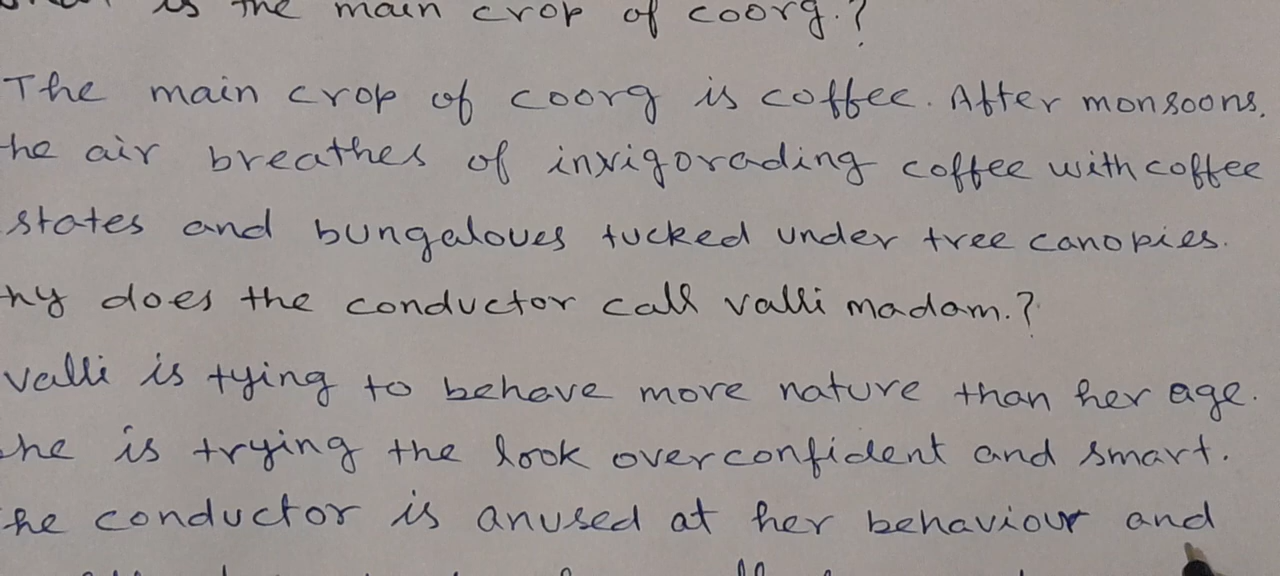 is the main crop of coorg.?
The main crop of coorg is coffee. After monsoons,
he air breathes of invigorading coffee with coffee
states and bungaloves tucked under tree canopies.
hy does the conductor call valli madam.?
valli is tying to behave more nature than her age.
he is trying the look overconfident and smart.
he conductor is anused at her behaviour and